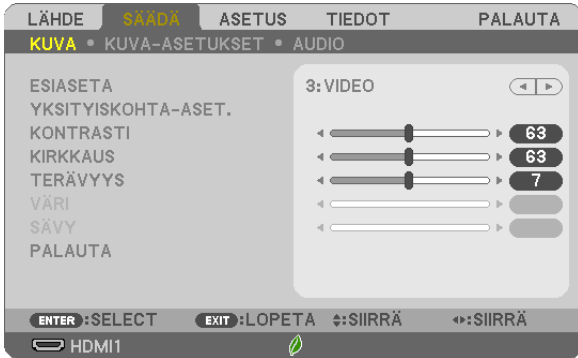 LÄHDE SÄÄDÄ ASETUS TIEDOT PALAUTA
KUVA • KUVA-ASETUKSET • AUDIO
ESIASETA 3:VIDEO
YKSITYISKOHTA-ASET.
KONTRASTI 63
KIRKKAUS 63
TERÄVYYS 7
VÄRI
SÄVY
PALAUTA
ENTER:SELECT EXIT:LOPETA :SIIRRÄ :SIIRRÄ
HDMI1